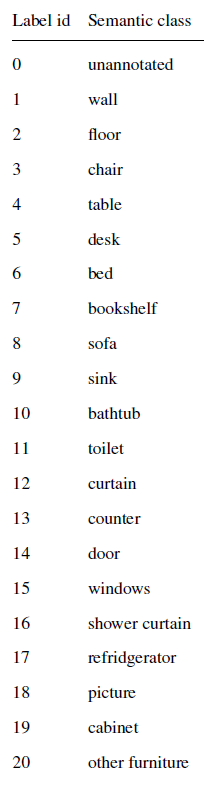 Label id Semantic class
0 unannotated
1 wall
2 floor
3 chair
4 table
5 desk
6 bed
7 bookshelf
8 sofa
9 sink
10 bathtub
11 toilet
12 curtain
13 counter
14 door
15 windows
16 shower curtain
17 refridgerator
18 picture
19 cabinet
20 other furniture